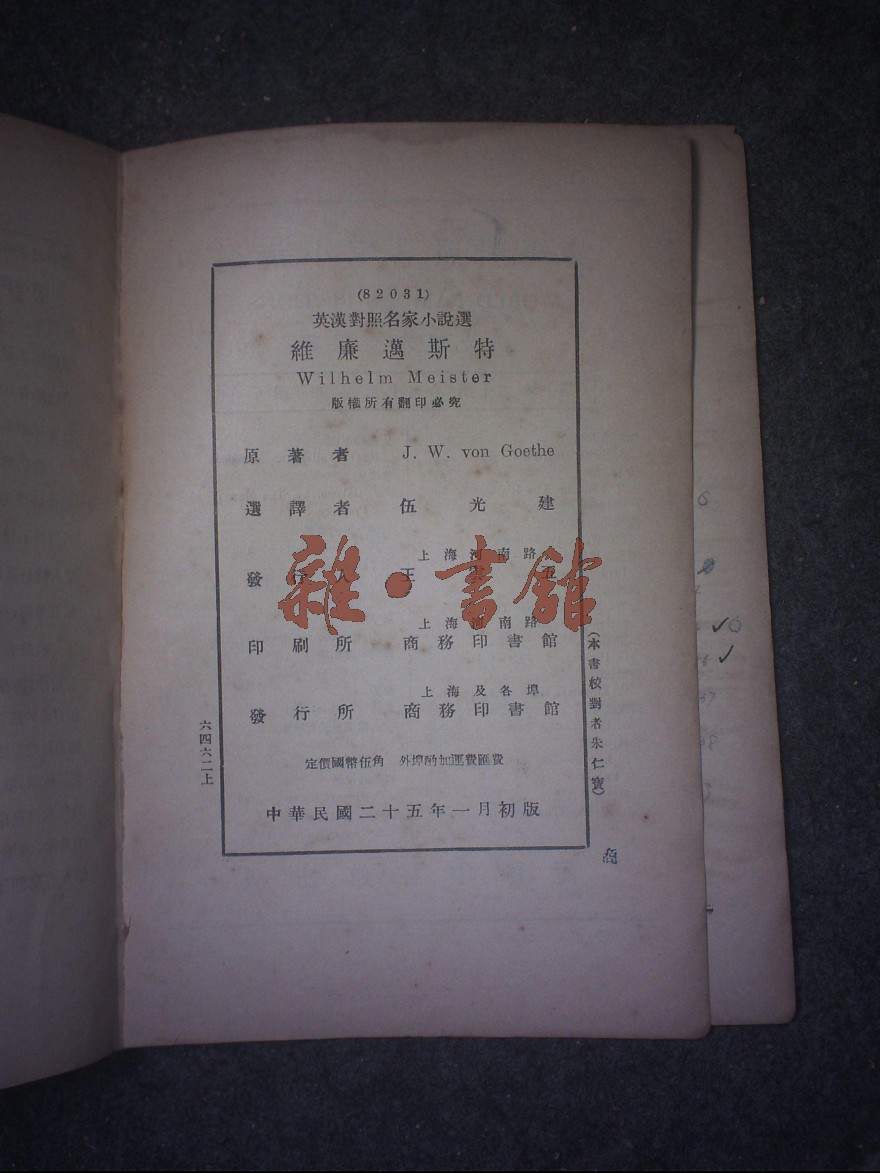 (82031)
英漢對照名家小說選
維廉邁斯特
Wilhelm Meister
版權所有翻印必究
原著者 J. W. von Goethe
選譯者 伍光建
上海河南路
發行人 王
上海河南路
印刷所 商務印書館
上海及各埠
發行所 商務印書館
定價國幣伍角 外埠酌加運費匯費
中華民國二十五年一月初版
(本書校對者朱仁寶)
六四六二上
雜·書館